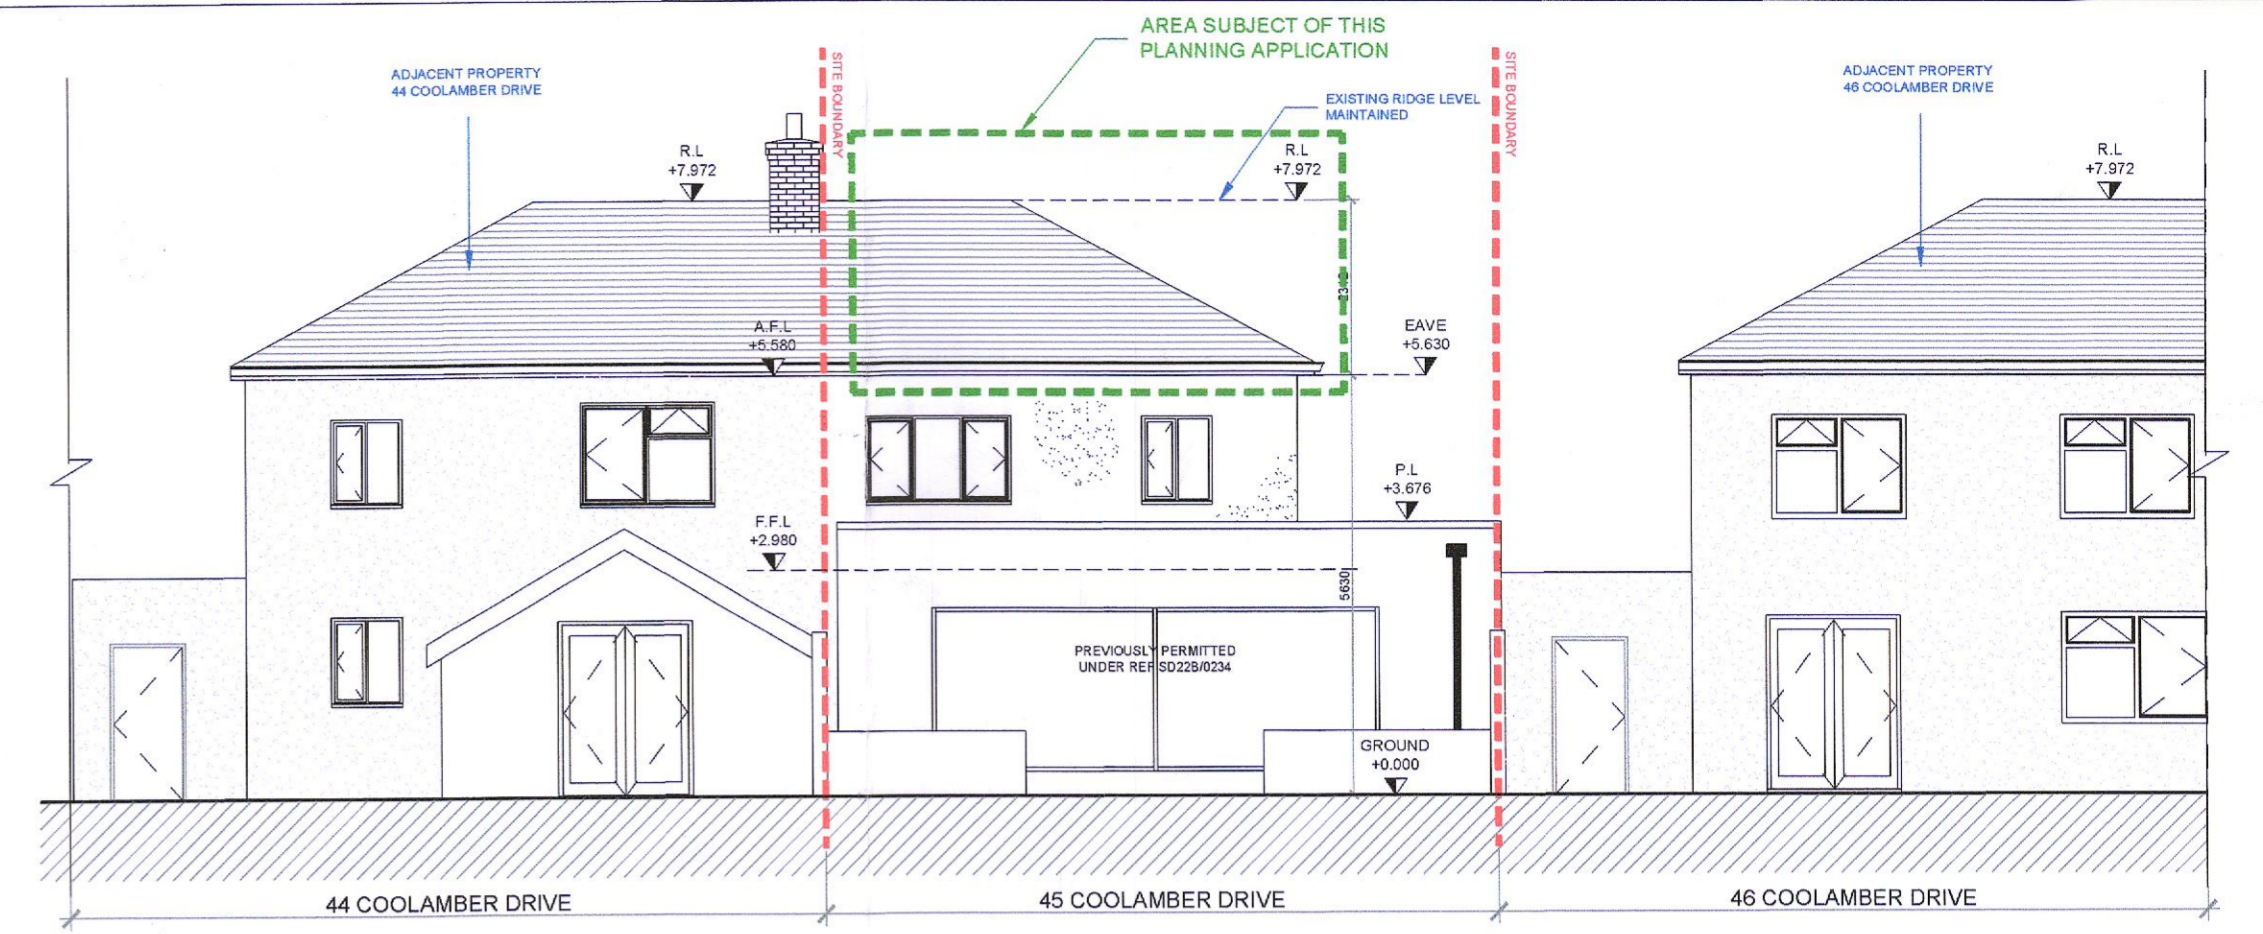 AREA SUBJECT OF THIS
PLANNING APPLICATION
ADJACENT PROPERTY
44 COOLAMBER DRIVE
SITE BOUNDARY
EXISTING RIDGE LEVEL
MAINTAINED
SITE BOUNDARY
ADJACENT PROPERTY
46 COOLAMBER DRIVE
R.L
+7.972
R.L
+7.972
R.L
+7.972
A.F.L
+5.580
EAVE
+5.630
P.L
+3.676
F.F.L
+2.980
5630
PREVIOUSLY PERMITTED
UNDER REF SD22B/0234
GROUND
+0.000
44 COOLAMBER DRIVE
45 COOLAMBER DRIVE
46 COOLAMBER DRIVE